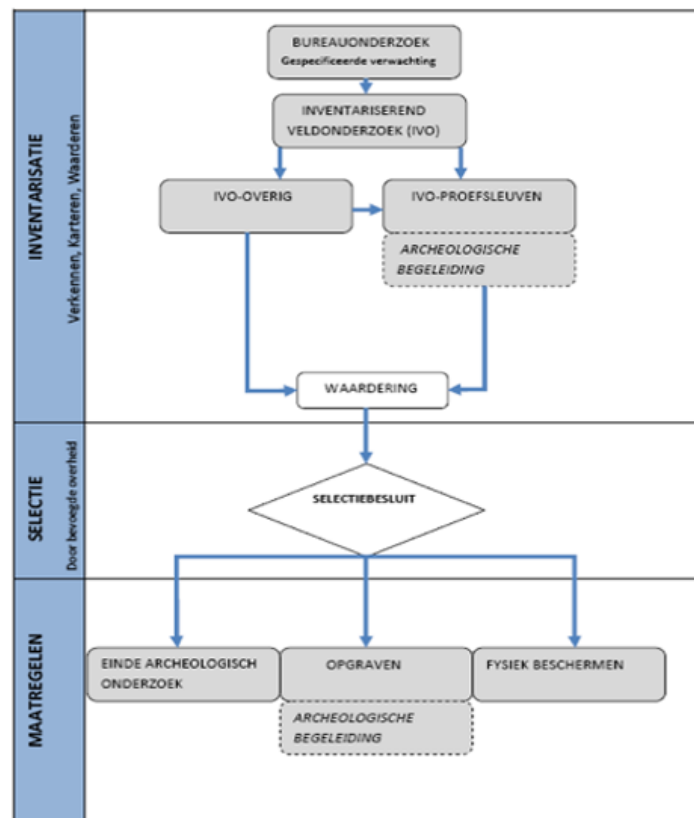 INVENTARISATIE
Verkennen, Karteren, Waarderen
BUREAUONDERZOEK
Gespecificeerde verwachting
INVENTARISEREND
VELDONDERZOEK (IVO)
IVO-OVERIG
IVO-PROEFSLEUVEN
ARCHEOLOGISCHE
BEGELEIDING
WAARDERING
SELECTIE
Door bevoegde overheid
SELECTIEBESLUIT
MAATREGELEN
EINDE ARCHEOLOGISCH
ONDERZOEK
OPGRAVEN
ARCHEOLOGISCHE
BEGELEIDING
FYSIEK BESCHERMEN